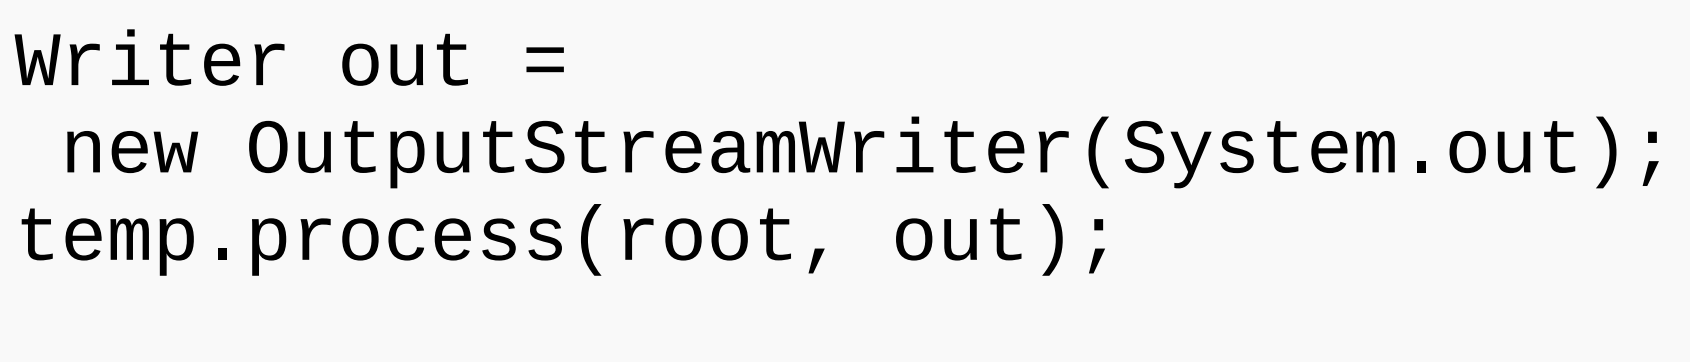 Writer out =
 new OutputStreamWriter(System.out);
temp.process(root, out);